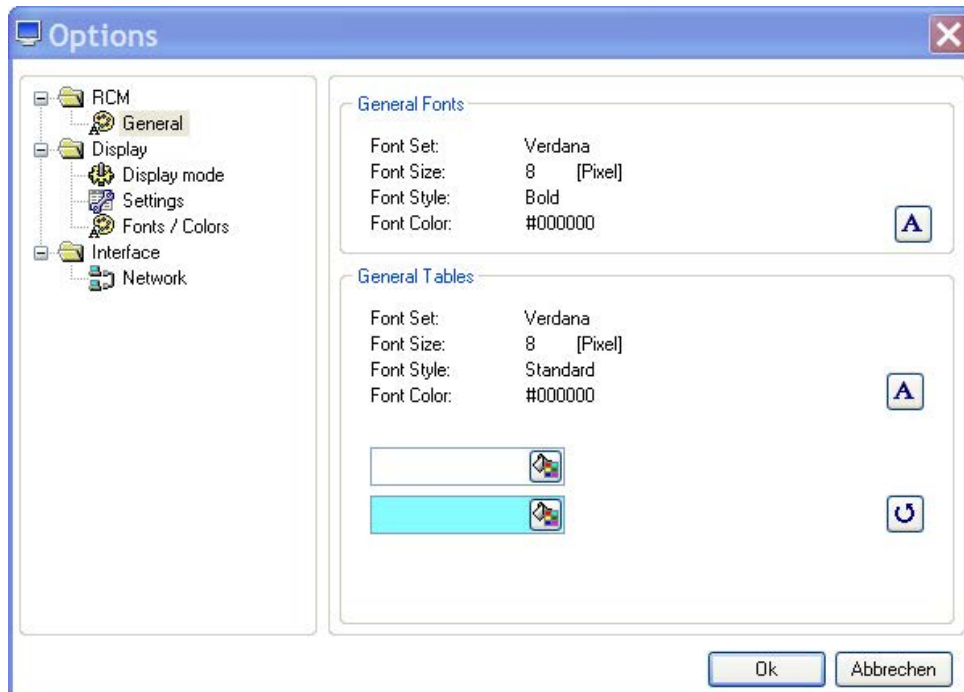 Options
RCM
General
Display
Display mode
Settings
Fonts / Colors
Interface
Network
General Fonts
Font Set: Verdana
Font Size: 8 [Pixel]
Font Style: Bold
Font Color: #000000
A
General Tables
Font Set: Verdana
Font Size: 8 [Pixel]
Font Style: Standard
Font Color: #000000
A
Ok Abbrechen